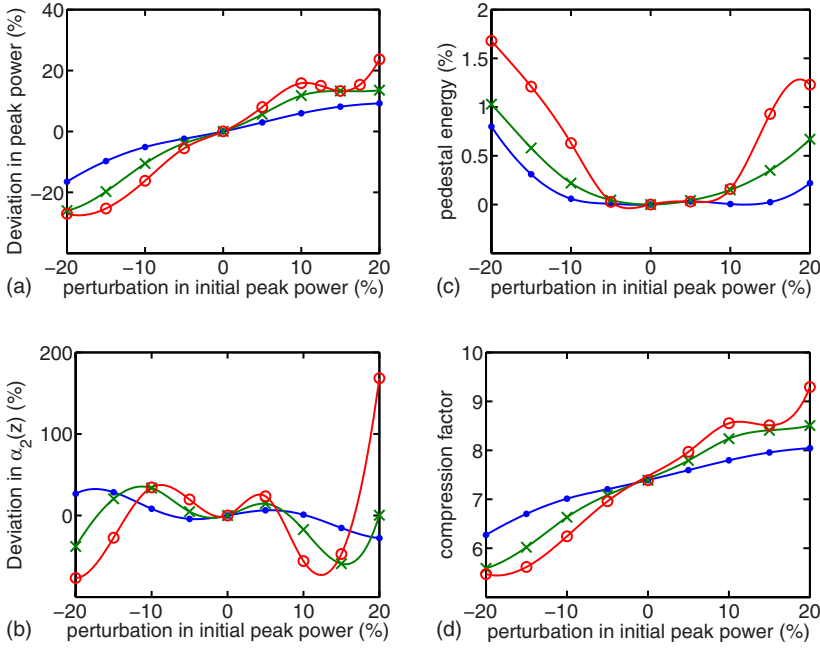 40
20
0
−20
−20 −10 0 10 20
Deviation in peak power (%)
perturbation in initial peak power (%)
(a)
2
1.5
1
0.5
0
−20 −10 0 10 20
pedestal energy (%)
perturbation in initial peak power (%)
(c)
200
100
0
−20 −10 0 10 20
Deviation in α2(z) (%)
perturbation in initial peak power (%)
(b)
10
9
8
7
6
−20 −10 0 10 20
compression factor
perturbation in initial peak power (%)
(d)